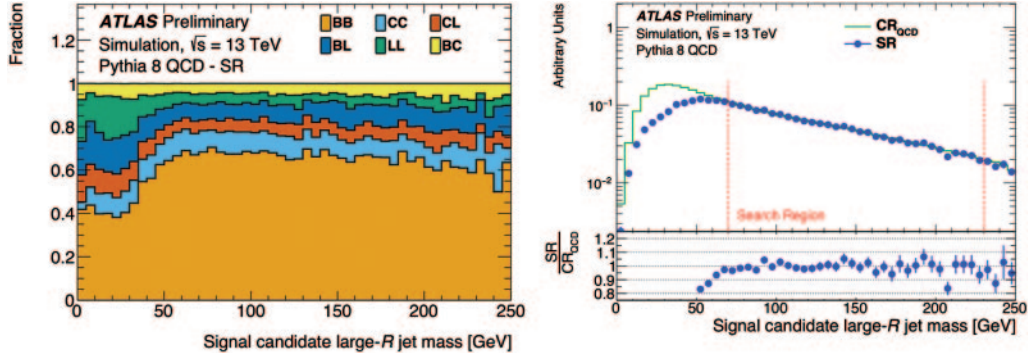 ATLAS Preliminary
Simulation, √s = 13 TeV
Pythia 8 QCD - SR
BB CC CL
BL LL BC
Fraction
1.2
1
0.8
0.6
0.4
0.2
0
0 50 100 150 200 250
Signal candidate large-R jet mass [GeV]
ATLAS Preliminary
Simulation, √s = 13 TeV
Pythia 8 QCD
CR_QCD
SR
Arbitrary Units
1
10⁻¹
10⁻²
Search Region
SR
CR_QCD
1.2
1.1
1.0
0.9
0.8
0 50 100 150 200 250
Signal candidate large-R jet mass [GeV]